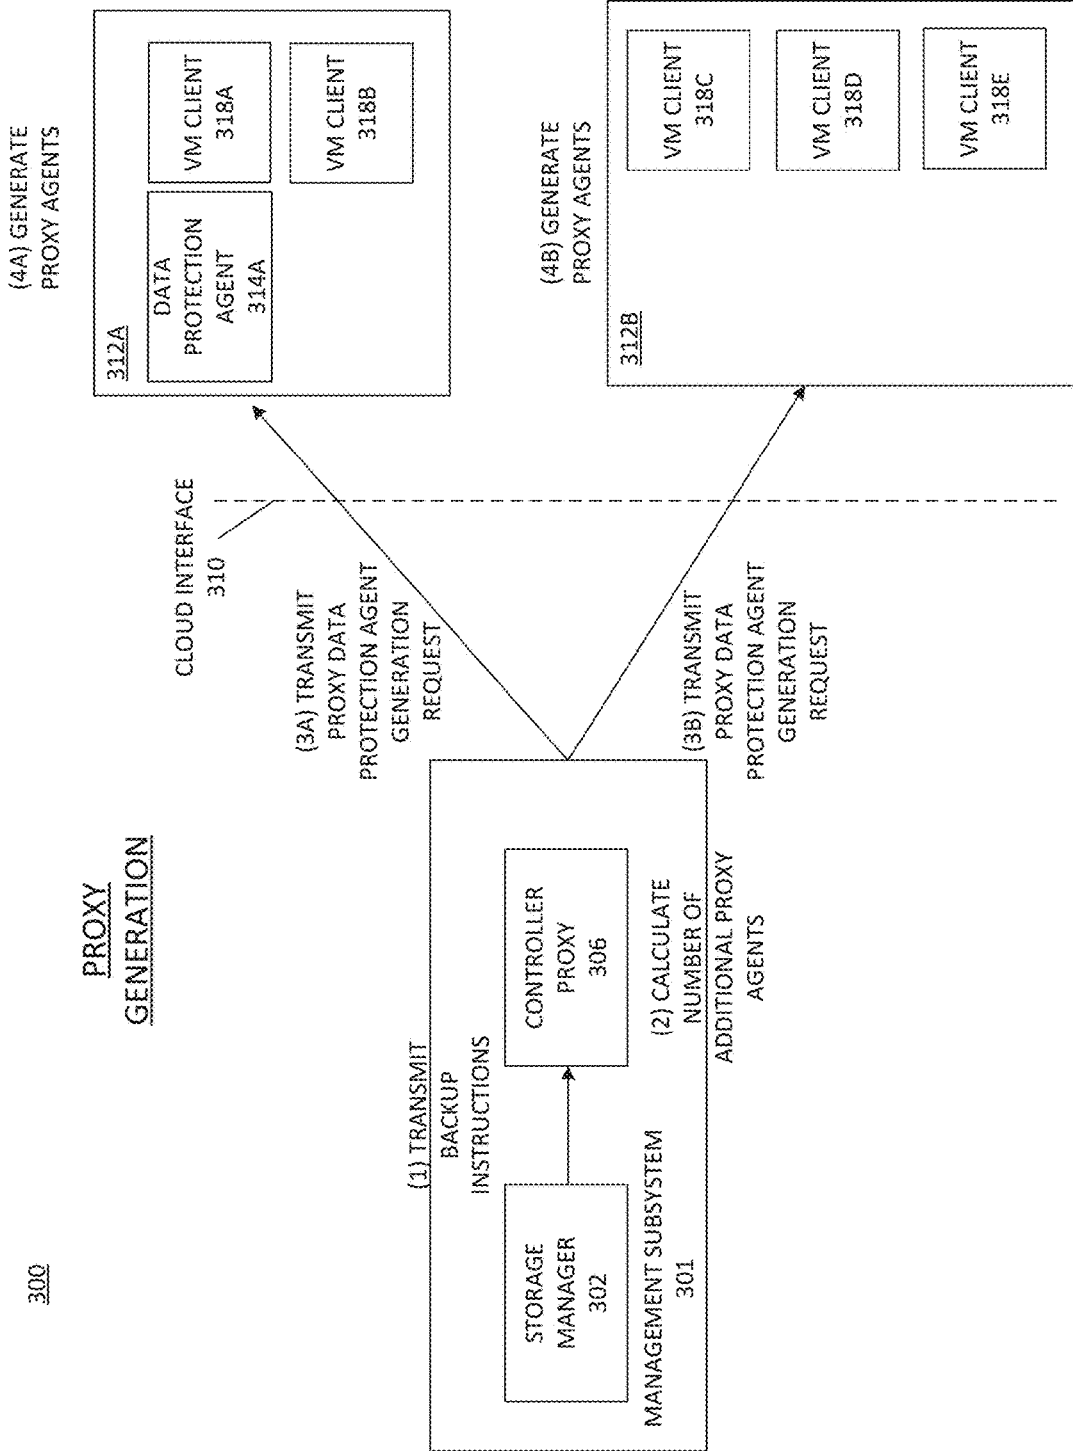 300
PROXY
GENERATION
(1) TRANSMIT
BACKUP
INSTRUCTIONS
STORAGE
MANAGER
302
CONTROLLER
PROXY
306
MANAGEMENT SUBSYSTEM
301
(2) CALCULATE
NUMBER OF
ADDITIONAL PROXY
AGENTS
CLOUD INTERFACE
310
(3A) TRANSMIT
PROXY DATA
PROTECTION AGENT
GENERATION
REQUEST
(3B) TRANSMIT
PROXY DATA
PROTECTION AGENT
GENERATION
REQUEST
(4A) GENERATE
PROXY AGENTS
312A
DATA
PROTECTION
AGENT
314A
VM CLIENT
318A
VM CLIENT
318B
(4B) GENERATE
PROXY AGENTS
312B
VM CLIENT
318C
VM CLIENT
318D
VM CLIENT
318E